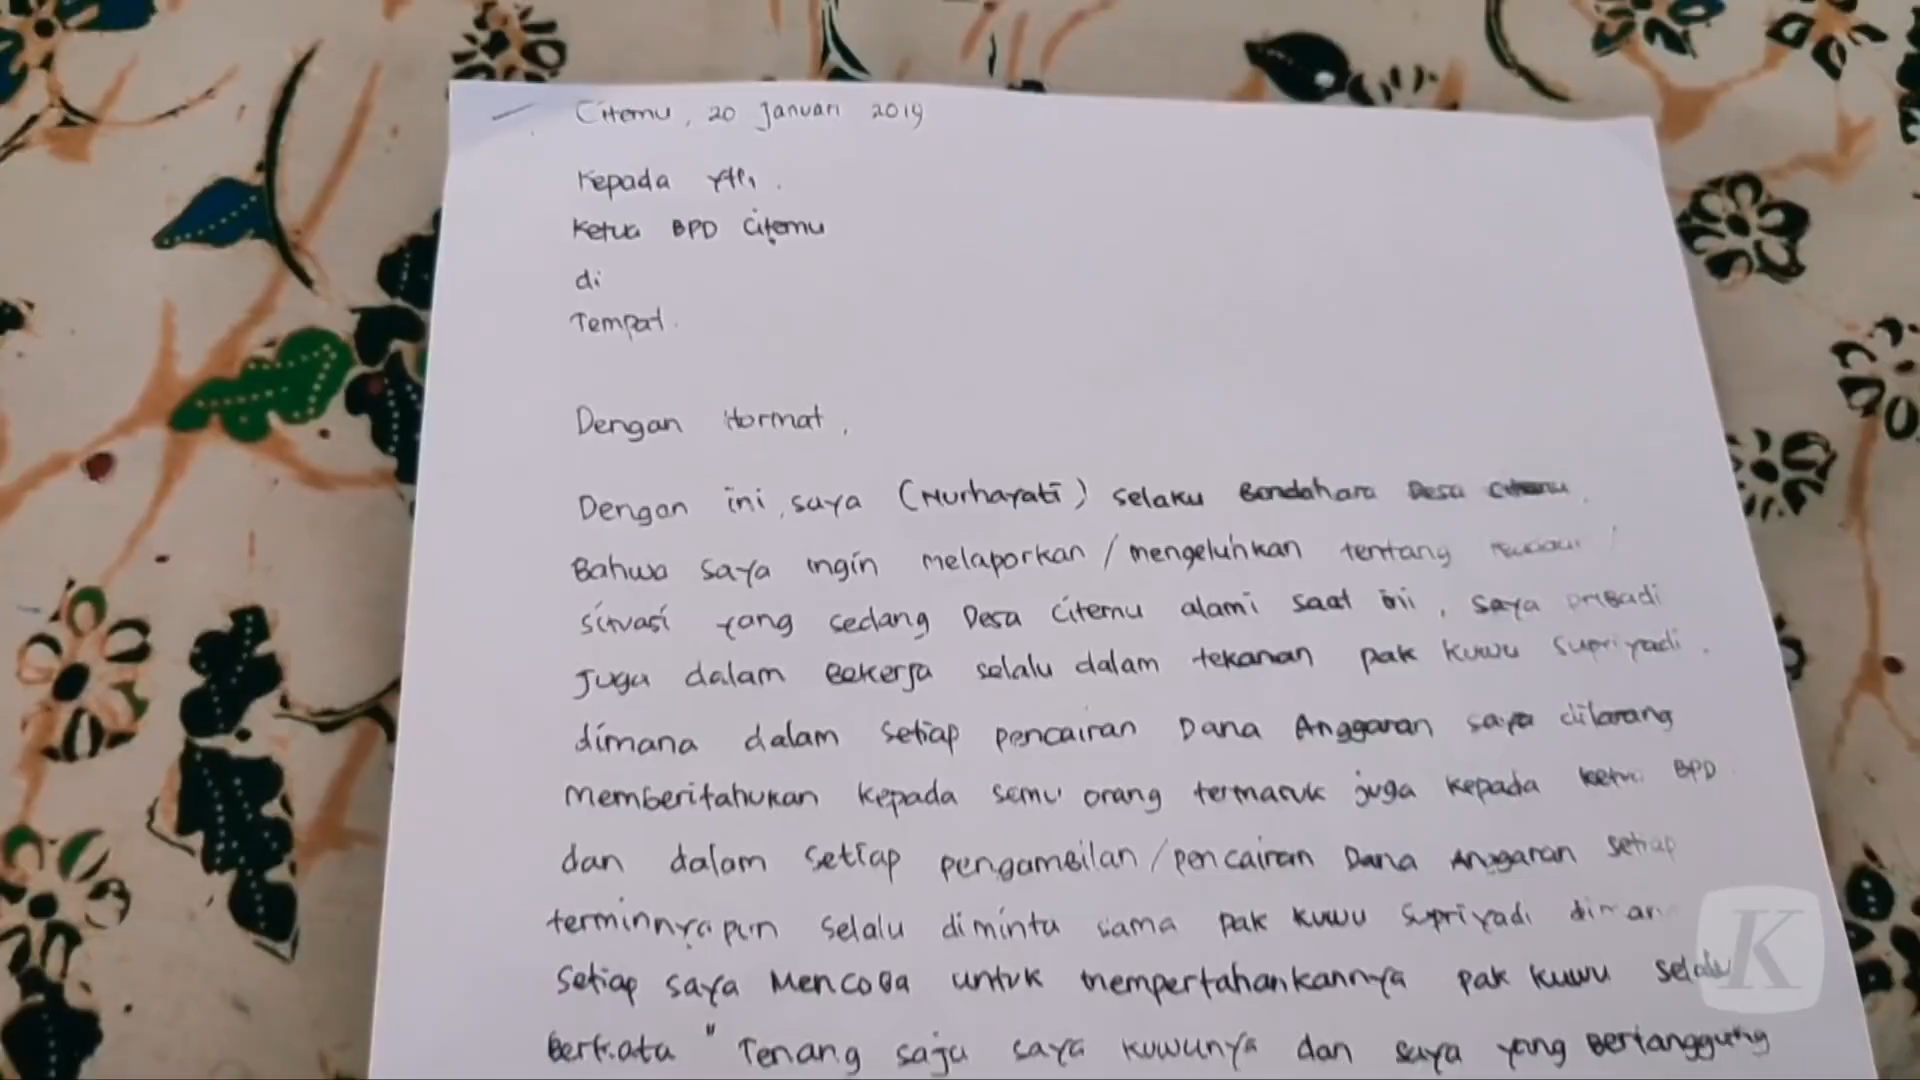 Citemu, 20 Januari 2019
Kepada Yth.
Ketua BPD Citemu
di
Tempat.
Dengan Hormat,
Dengan ini, saya (Nurhayati) selaku Bendahara Desa Citemu.
Bahwa saya ingin melaporkan / mengeluhkan tentang /
situasi yang sedang Desa Citemu alami saat ini, saya pribadi
juga dalam Bekerja selalu dalam tekanan pak kuwu Supriyadi.
dimana dalam setiap pencairan Dana Anggaran saya dilarang
memberitahukan kepada semu orang termasuk juga kepada ketua BPD
dan dalam setiap pengambilan / pencairan Dana Anggaran setiap
terminnyapun selalu diminta sama pak kuwu Supriyadi dimana
setiap saya Mencoba untuk mempertahankannya pak kuwu selalu
Berkata " Tenang saja saya kuwunya dan saya yang Bertanggung
K